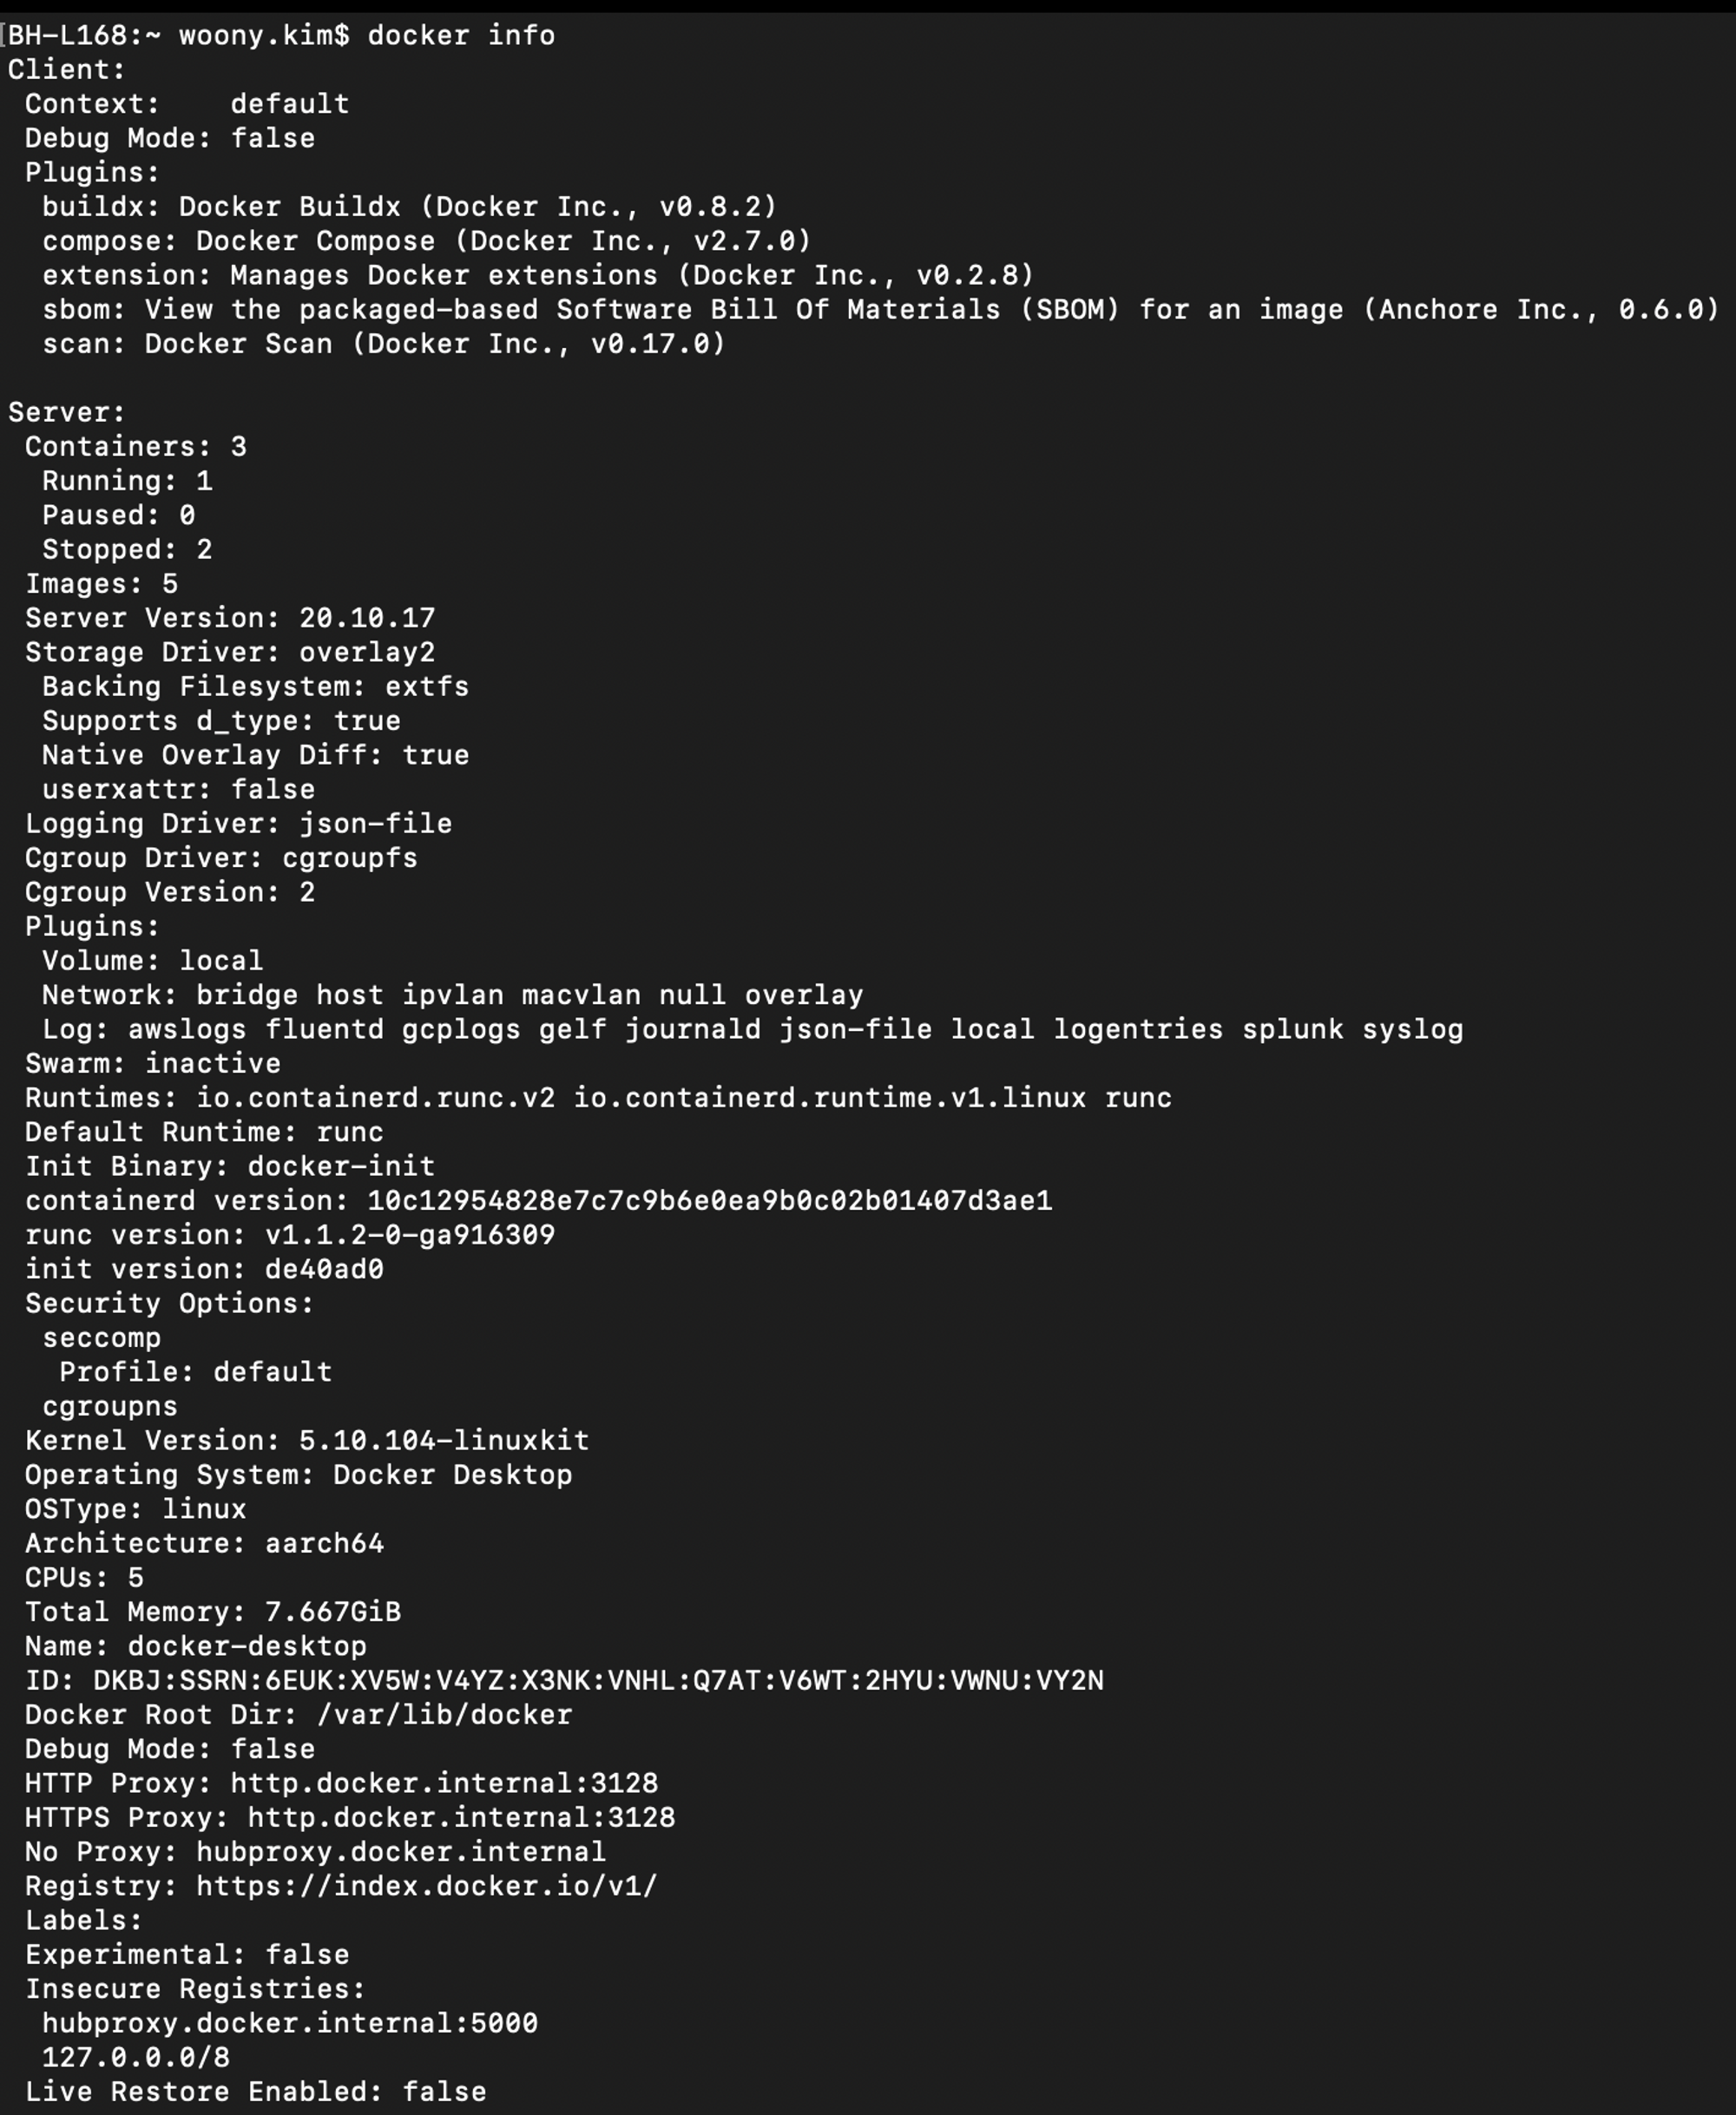 BH-L168:~ woony.kim$ docker info
Client:
 Context:    default
 Debug Mode: false
 Plugins:
  buildx: Docker Buildx (Docker Inc., v0.8.2)
  compose: Docker Compose (Docker Inc., v2.7.0)
  extension: Manages Docker extensions (Docker Inc., v0.2.8)
  sbom: View the packaged-based Software Bill Of Materials (SBOM) for an image (Anchore Inc., 0.6.0)
  scan: Docker Scan (Docker Inc., v0.17.0)

Server:
 Containers: 3
  Running: 1
  Paused: 0
  Stopped: 2
 Images: 5
 Server Version: 20.10.17
 Storage Driver: overlay2
  Backing Filesystem: extfs
  Supports d_type: true
  Native Overlay Diff: true
  userxattr: false
 Logging Driver: json-file
 Cgroup Driver: cgroupfs
 Cgroup Version: 2
 Plugins:
  Volume: local
  Network: bridge host ipvlan macvlan null overlay
  Log: awslogs fluentd gcplogs gelf journald json-file local logentries splunk syslog
 Swarm: inactive
 Runtimes: io.containerd.runc.v2 io.containerd.runtime.v1.linux runc
 Default Runtime: runc
 Init Binary: docker-init
 containerd version: 10c12954828e7c7c9b6e0ea9b0c02b01407d3ae1
 runc version: v1.1.2-0-ga916309
 init version: de40ad0
 Security Options:
  seccomp
   Profile: default
  cgroupns
 Kernel Version: 5.10.104-linuxkit
 Operating System: Docker Desktop
 OSType: linux
 Architecture: aarch64
 CPUs: 5
 Total Memory: 7.667GiB
 Name: docker-desktop
 ID: DKBJ:SSRN:6EUK:XV5W:V4YZ:X3NK:VNHL:Q7AT:V6WT:2HYU:VWNU:VY2N
 Docker Root Dir: /var/lib/docker
 Debug Mode: false
 HTTP Proxy: http.docker.internal:3128
 HTTPS Proxy: http.docker.internal:3128
 No Proxy: hubproxy.docker.internal
 Registry: https://index.docker.io/v1/
 Labels:
 Experimental: false
 Insecure Registries:
  hubproxy.docker.internal:5000
  127.0.0.0/8
 Live Restore Enabled: false